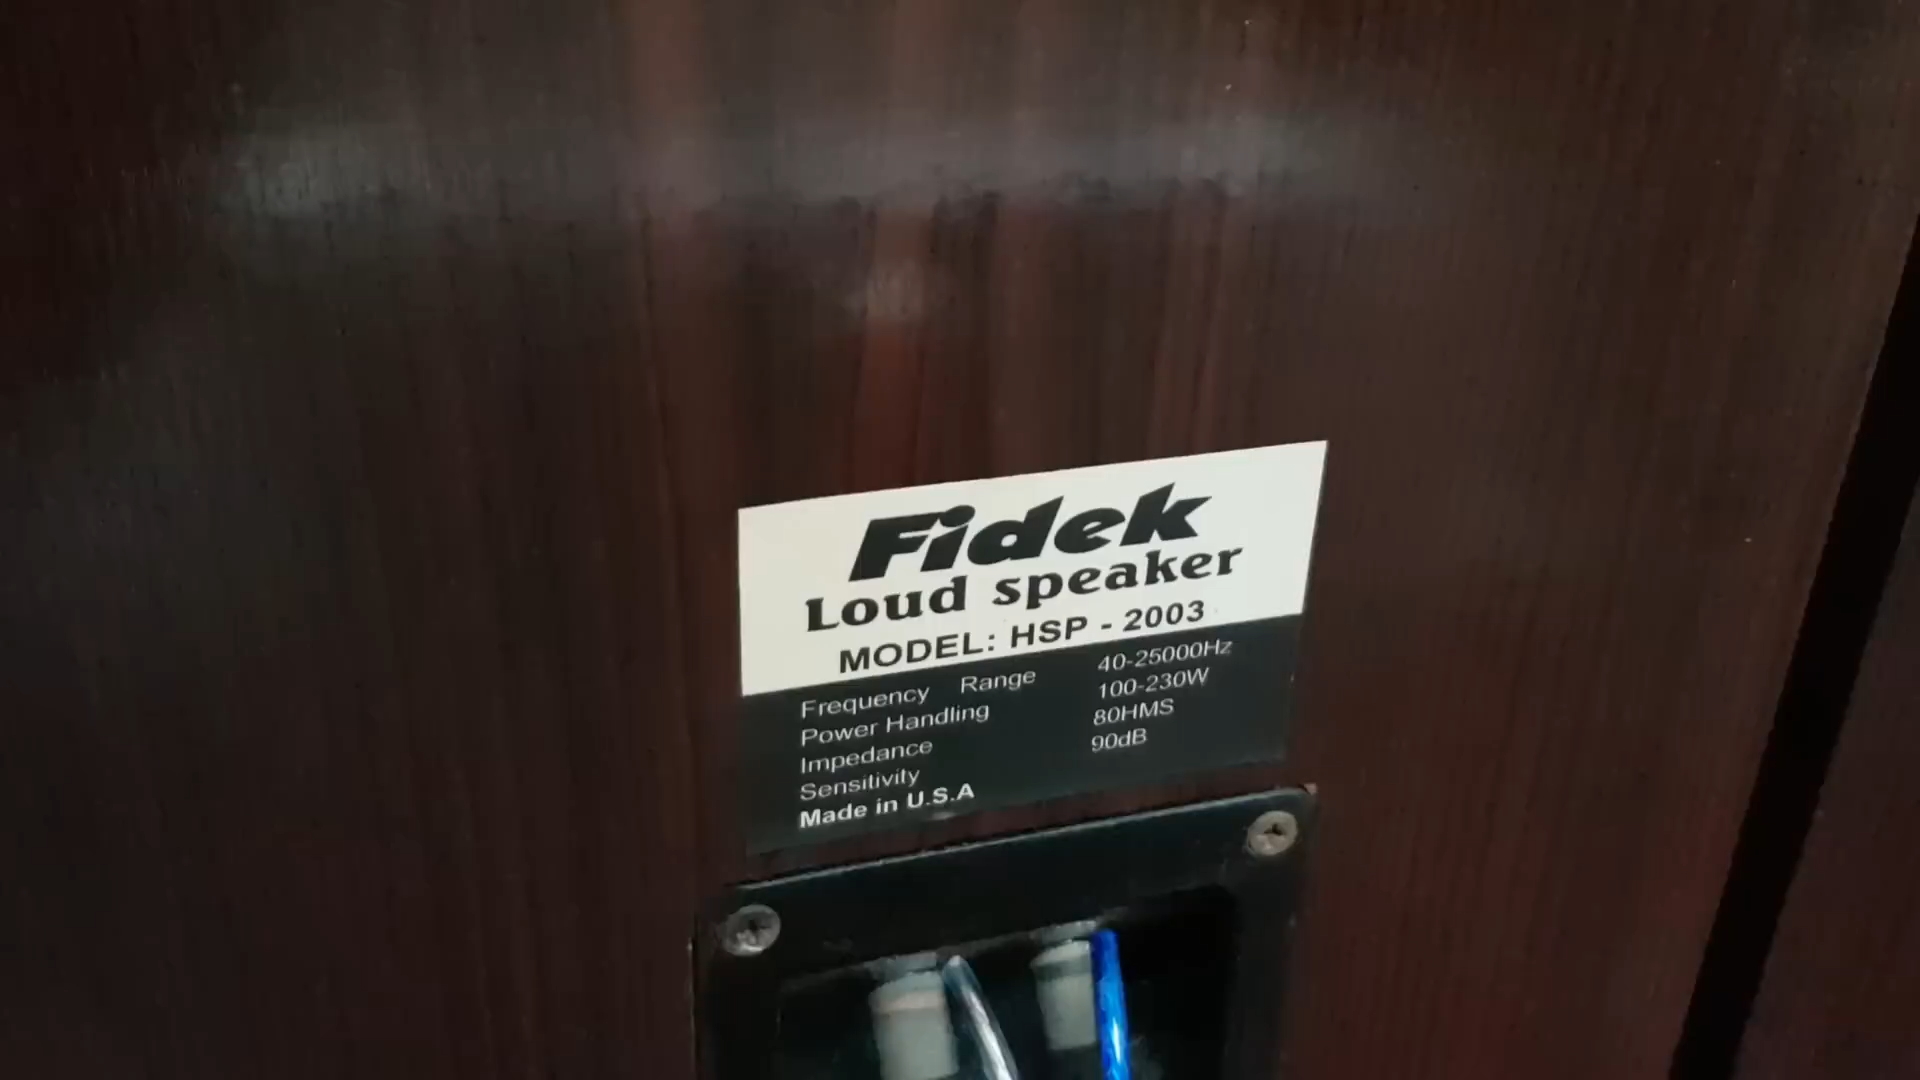 Fidek
Loud speaker
MODEL: HSP - 2003
Frequency Range 40-25000Hz
Power Handling 100-230W
Impedance 80HMS
Sensitivity 90dB
Made in U.S.A